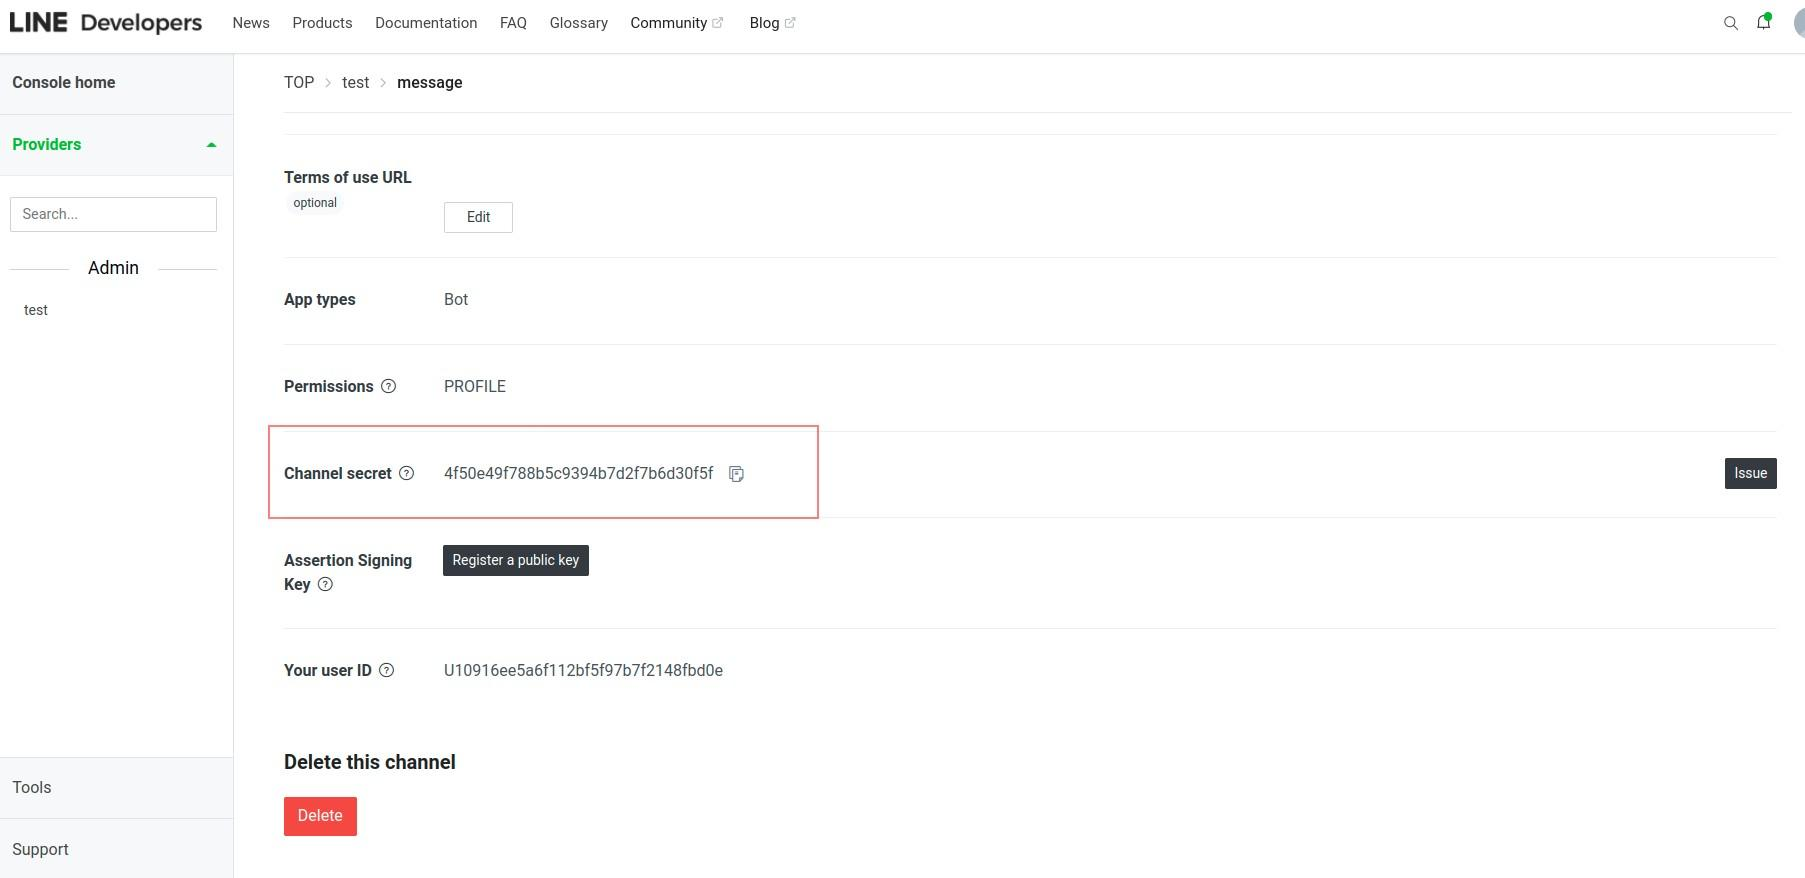 LINE Developers News Products Documentation FAQ Glossary Community Blog
Console home
Providers
Search...
Admin
test
Tools
Support
TOP > test > message
Terms of use URL
optional
Edit
App types Bot
Permissions ? PROFILE
Channel secret ? 4f50e49f788b5c9394b7d2f7b6d30f5f Issue
Assertion Signing
Key ?
Register a public key
Your user ID ? U10916ee5a6f112bf5f97b7f2148fbd0e
Delete this channel
Delete